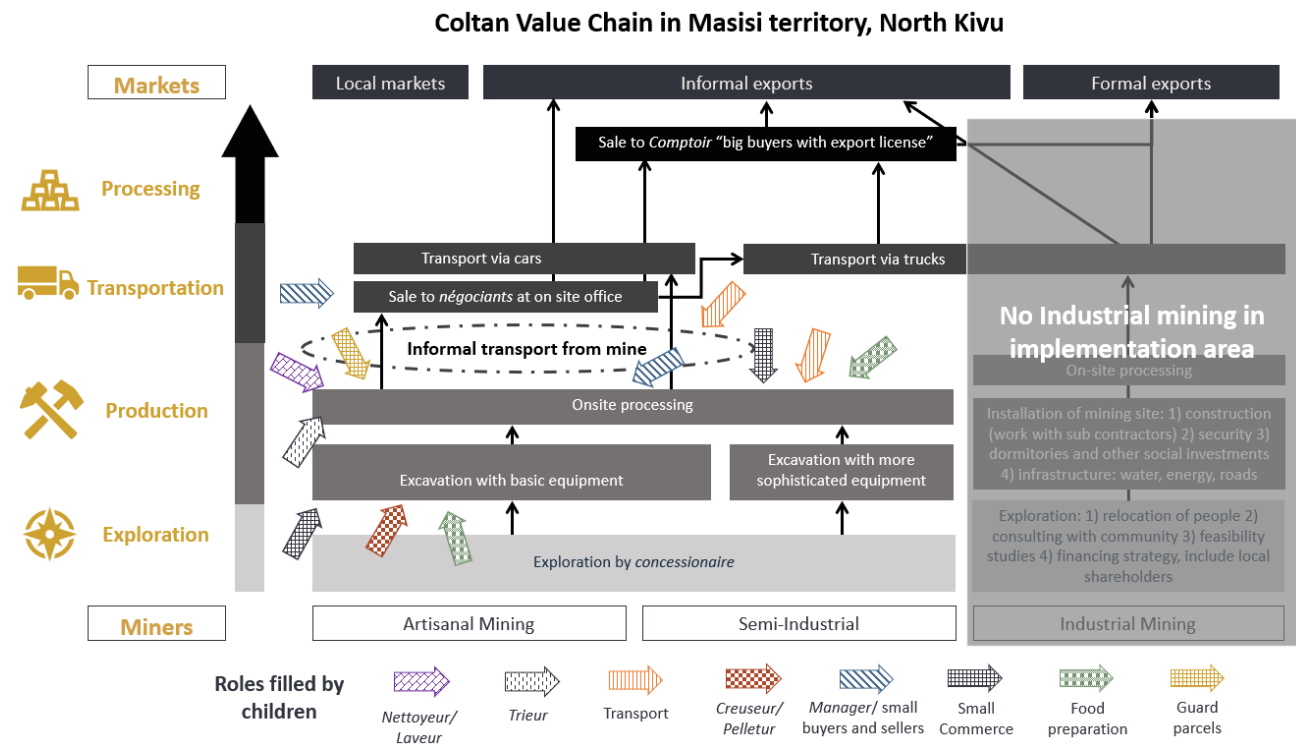 Coltan Value Chain in Masisi territory, North Kivu
Markets
Local markets
Informal exports
Formal exports
Sale to Comptoir “big buyers with export license”
Processing
Transport via cars
Transport via trucks
Transportation
Sale to négociants at on site office
No Industrial mining in
implementation area
Informal transport from mine
On-site processing
Production
Onsite processing
Installation of mining site: 1) construction
(work with sub contractors) 2) security 3)
dormitories and other social investments
4) infrastructure: water, energy, roads
Excavation with basic equipment
Excavation with more
sophisticated equipment
Exploration
Exploration by concessionaire
Exploration: 1) relocation of people 2)
consulting with community 3) feasibility
studies 4) financing strategy, include local
shareholders
Miners
Artisanal Mining
Semi-Industrial
Industrial Mining
Roles filled by
children
Nettoyeur/
Laveur
Trieur
Transport
Creuseur/
Pelletur
Manager/ small
buyers and sellers
Small
Commerce
Food
preparation
Guard
parcels